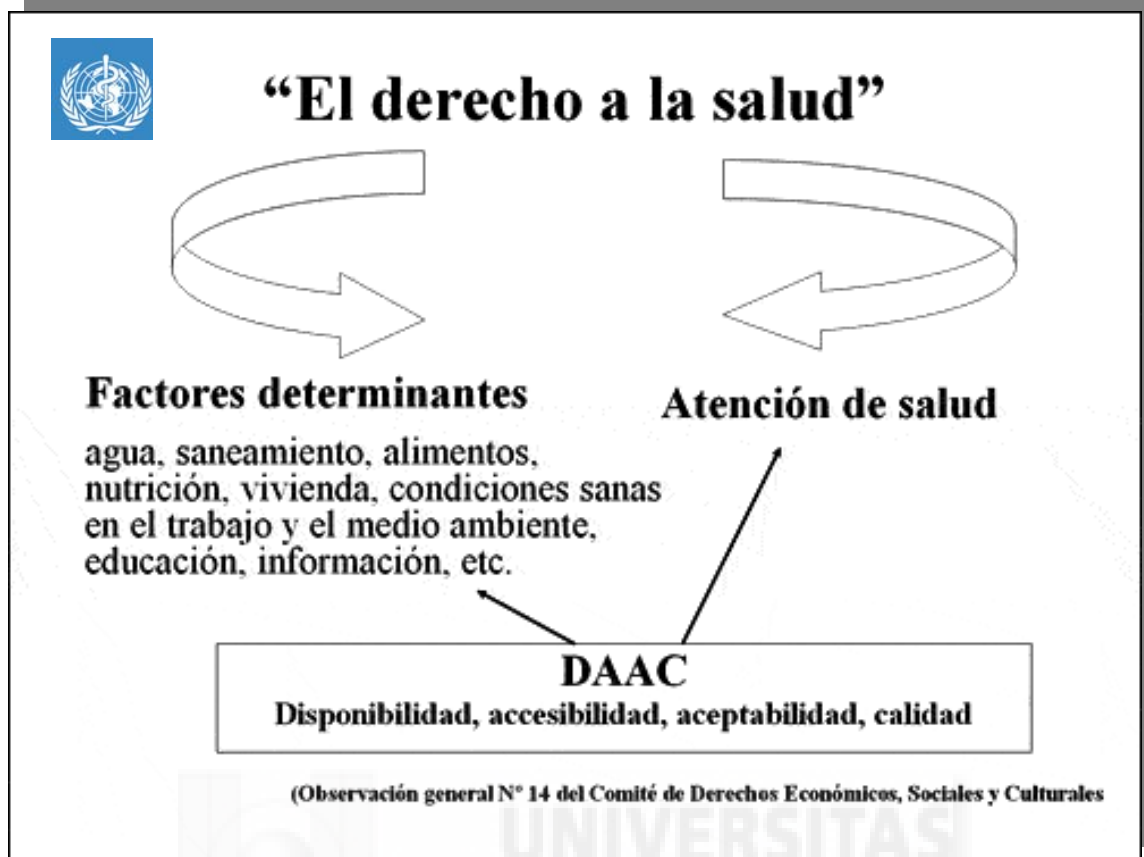 “El derecho a la salud”
Factores determinantes
agua, saneamiento, alimentos,
nutrición, vivienda, condiciones sanas
en el trabajo y el medio ambiente,
educación, información, etc.
Atención de salud
DAAC
Disponibilidad, accesibilidad, aceptabilidad, calidad
(Observación general Nº 14 del Comité de Derechos Económicos, Sociales y Culturales
UNIVERSITAS